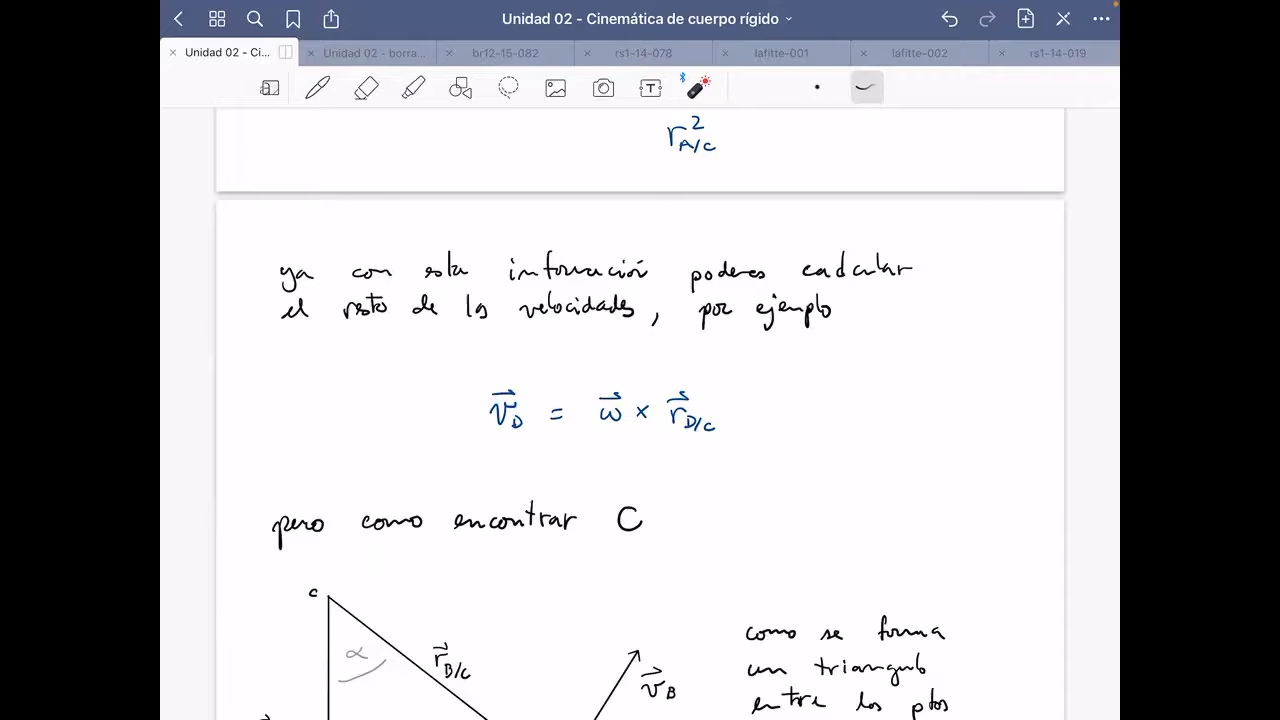 Unidad 02 - Cinemática de cuerpo rígido
Unidad 02 - Ci...
Unidad 02 - borra...
br12-15-082
rs1-14-078
lafitte-001
lafitte-002
rs1-14-019
r²A/C
ya con esta información podemos calcular
el resto de las velocidades, por ejemplo
v⃗D = ω⃗ × r⃗D/C
pero como encontrar C
C
α
r⃗B/C
v⃗B
como se forma
un triangulo
entre los ptos